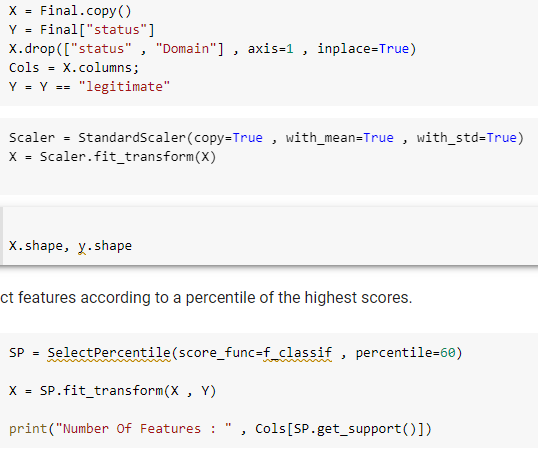 X = Final.copy()
Y = Final["status"]
X.drop(["status" , "Domain"] , axis=1 , inplace=True)
Cols = X.columns;
Y = Y == "legitimate"
Scaler = StandardScaler(copy=True , with_mean=True , with_std=True)
X = Scaler.fit_transform(X)
X.shape, y.shape
ct features according to a percentile of the highest scores.
SP = SelectPercentile(score_func=f_classif , percentile=60)
X = SP.fit_transform(X , Y)
print("Number Of Features : " , Cols[SP.get_support()])